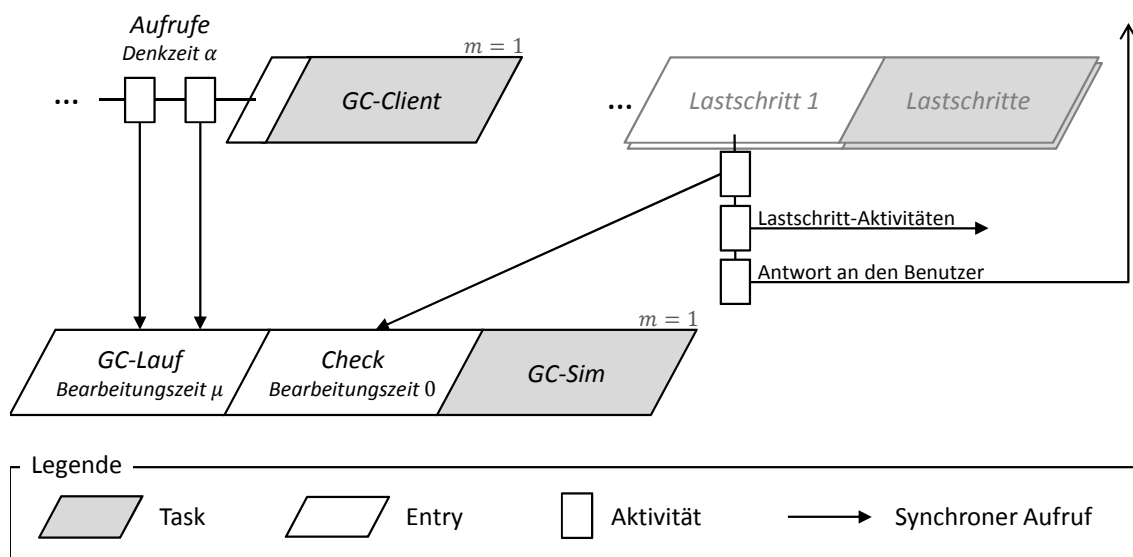 Aufrufe
Denkzeit α
m = 1
...
GC-Client
...
Lastschritt 1
Lastschritte
Lastschritt-Aktivitäten
Antwort an den Benutzer
m = 1
GC-Lauf
Bearbeitungszeit μ
Check
Bearbeitungszeit 0
GC-Sim
Legende
Task
Entry
Aktivität
Synchroner Aufruf